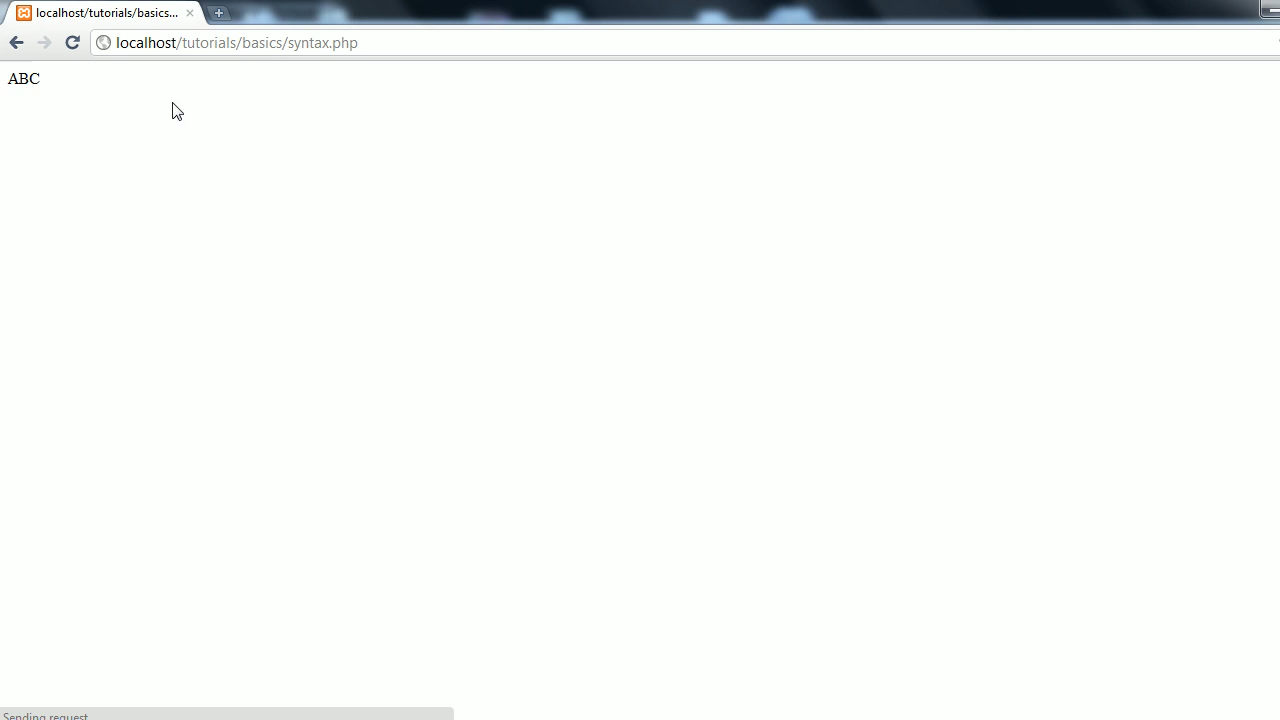 localhost/tutorials/basics...
localhost/tutorials/basics/syntax.php
ABC
Sending request